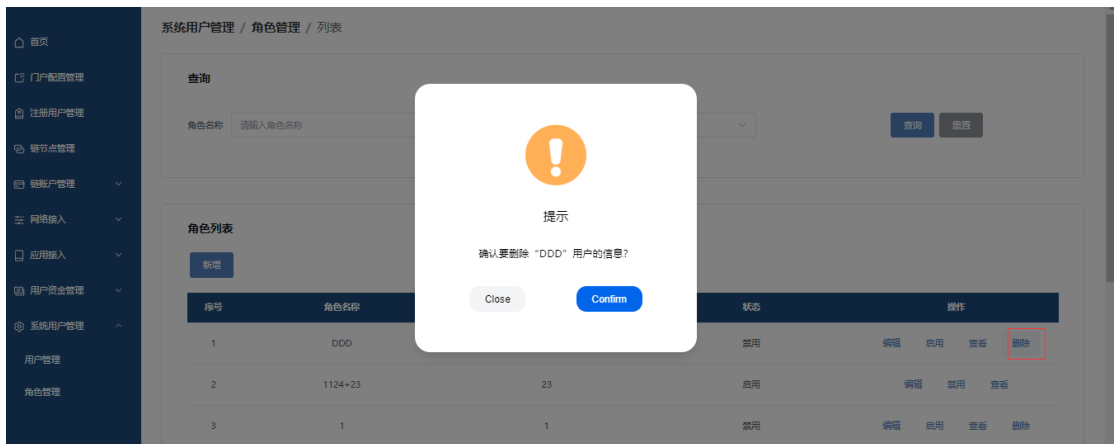 系统用户管理 / 角色管理 / 列表
首页
门户配置管理
注册用户管理
链节点管理
链账户管理
网络接入
应用接入
用户资金管理
系统用户管理
用户管理
角色管理
查询
角色名称 请输入角色名称
查询 重置
角色列表
新增
序号 角色名称 状态 操作
1 DDD 禁用 编辑 启用 查看 删除
2 1124+23 23 启用 编辑 禁用 查看
3 1 1 禁用 编辑 启用 查看 删除
提示
确认要删除“DDD”用户的信息?
Close Confirm